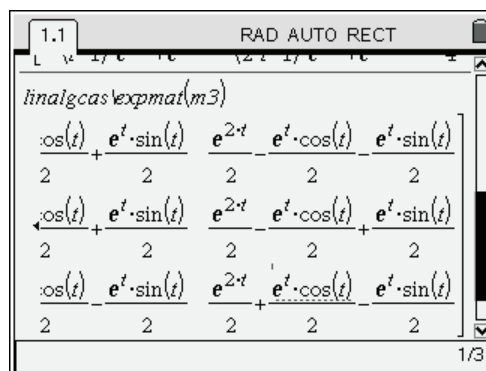 1.1 RAD AUTO RECT
linalgcas\expmat(m3)
:os(t)/2 + e^t·sin(t)/2 e^2·t/2 - e^t·cos(t)/2 - e^t·sin(t)/2
:os(t)/2 + e^t·sin(t)/2 e^2·t/2 - e^t·cos(t)/2 + e^t·sin(t)/2
:os(t)/2 - e^t·sin(t)/2 e^2·t/2 + e^t·cos(t)/2 - e^t·sin(t)/2
1/3